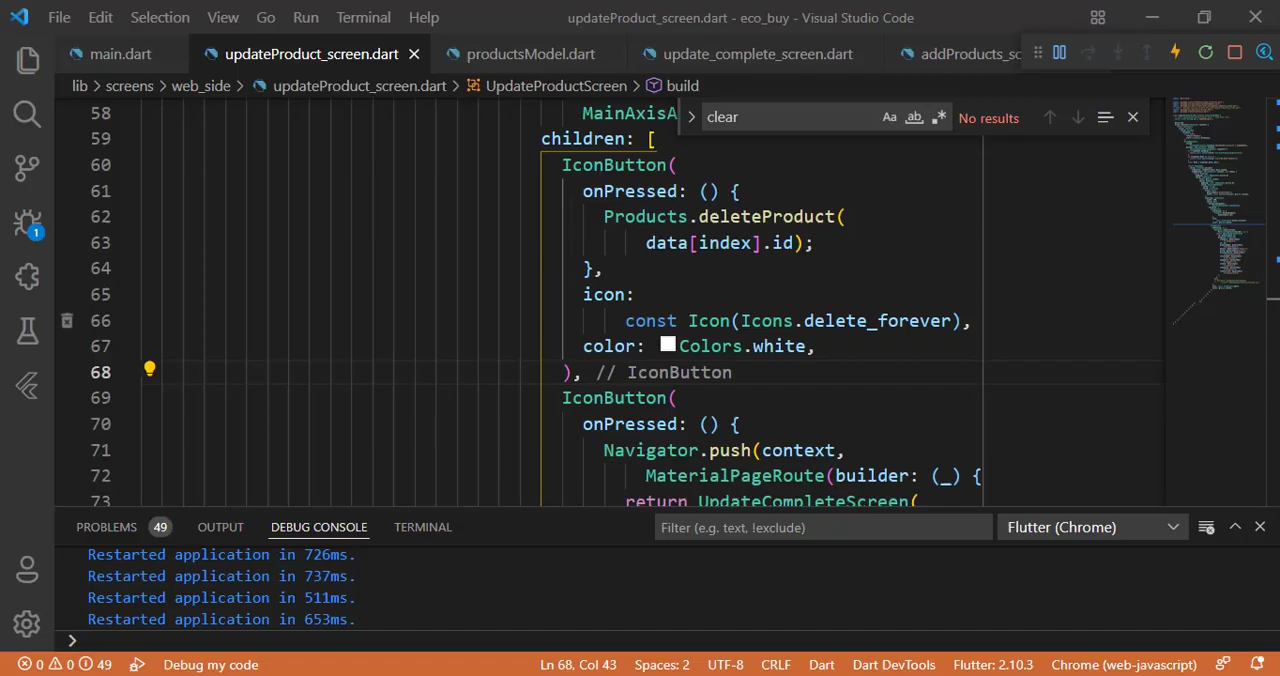 File Edit Selection View Go Run Terminal Help updateProduct_screen.dart - eco_buy - Visual Studio Code
main.dart updateProduct_screen.dart productsModel.dart update_complete_screen.dart addProducts_sc
lib > screens > web_side > updateProduct_screen.dart > UpdateProductScreen > build
clear Aa ab .* No results
58 MainAxisA
59 children: [
60 IconButton(
61 onPressed: () {
62 Products.deleteProduct(
63 data[index].id);
64 },
65 icon:
66 const Icon(Icons.delete_forever),
67 color: Colors.white,
68 ), // IconButton
69 IconButton(
70 onPressed: () {
71 Navigator.push(context,
72 MaterialPageRoute(builder: (_) {
73 return UpdateCompleteScreen(
1
PROBLEMS 49 OUTPUT DEBUG CONSOLE TERMINAL Filter (e.g. text, !exclude) Flutter (Chrome)
Restarted application in 726ms.
Restarted application in 737ms.
Restarted application in 511ms.
Restarted application in 653ms.
>
0 0 49 Debug my code Ln 68, Col 43 Spaces: 2 UTF-8 CRLF Dart Dart DevTools Flutter: 2.10.3 Chrome (web-javascript)